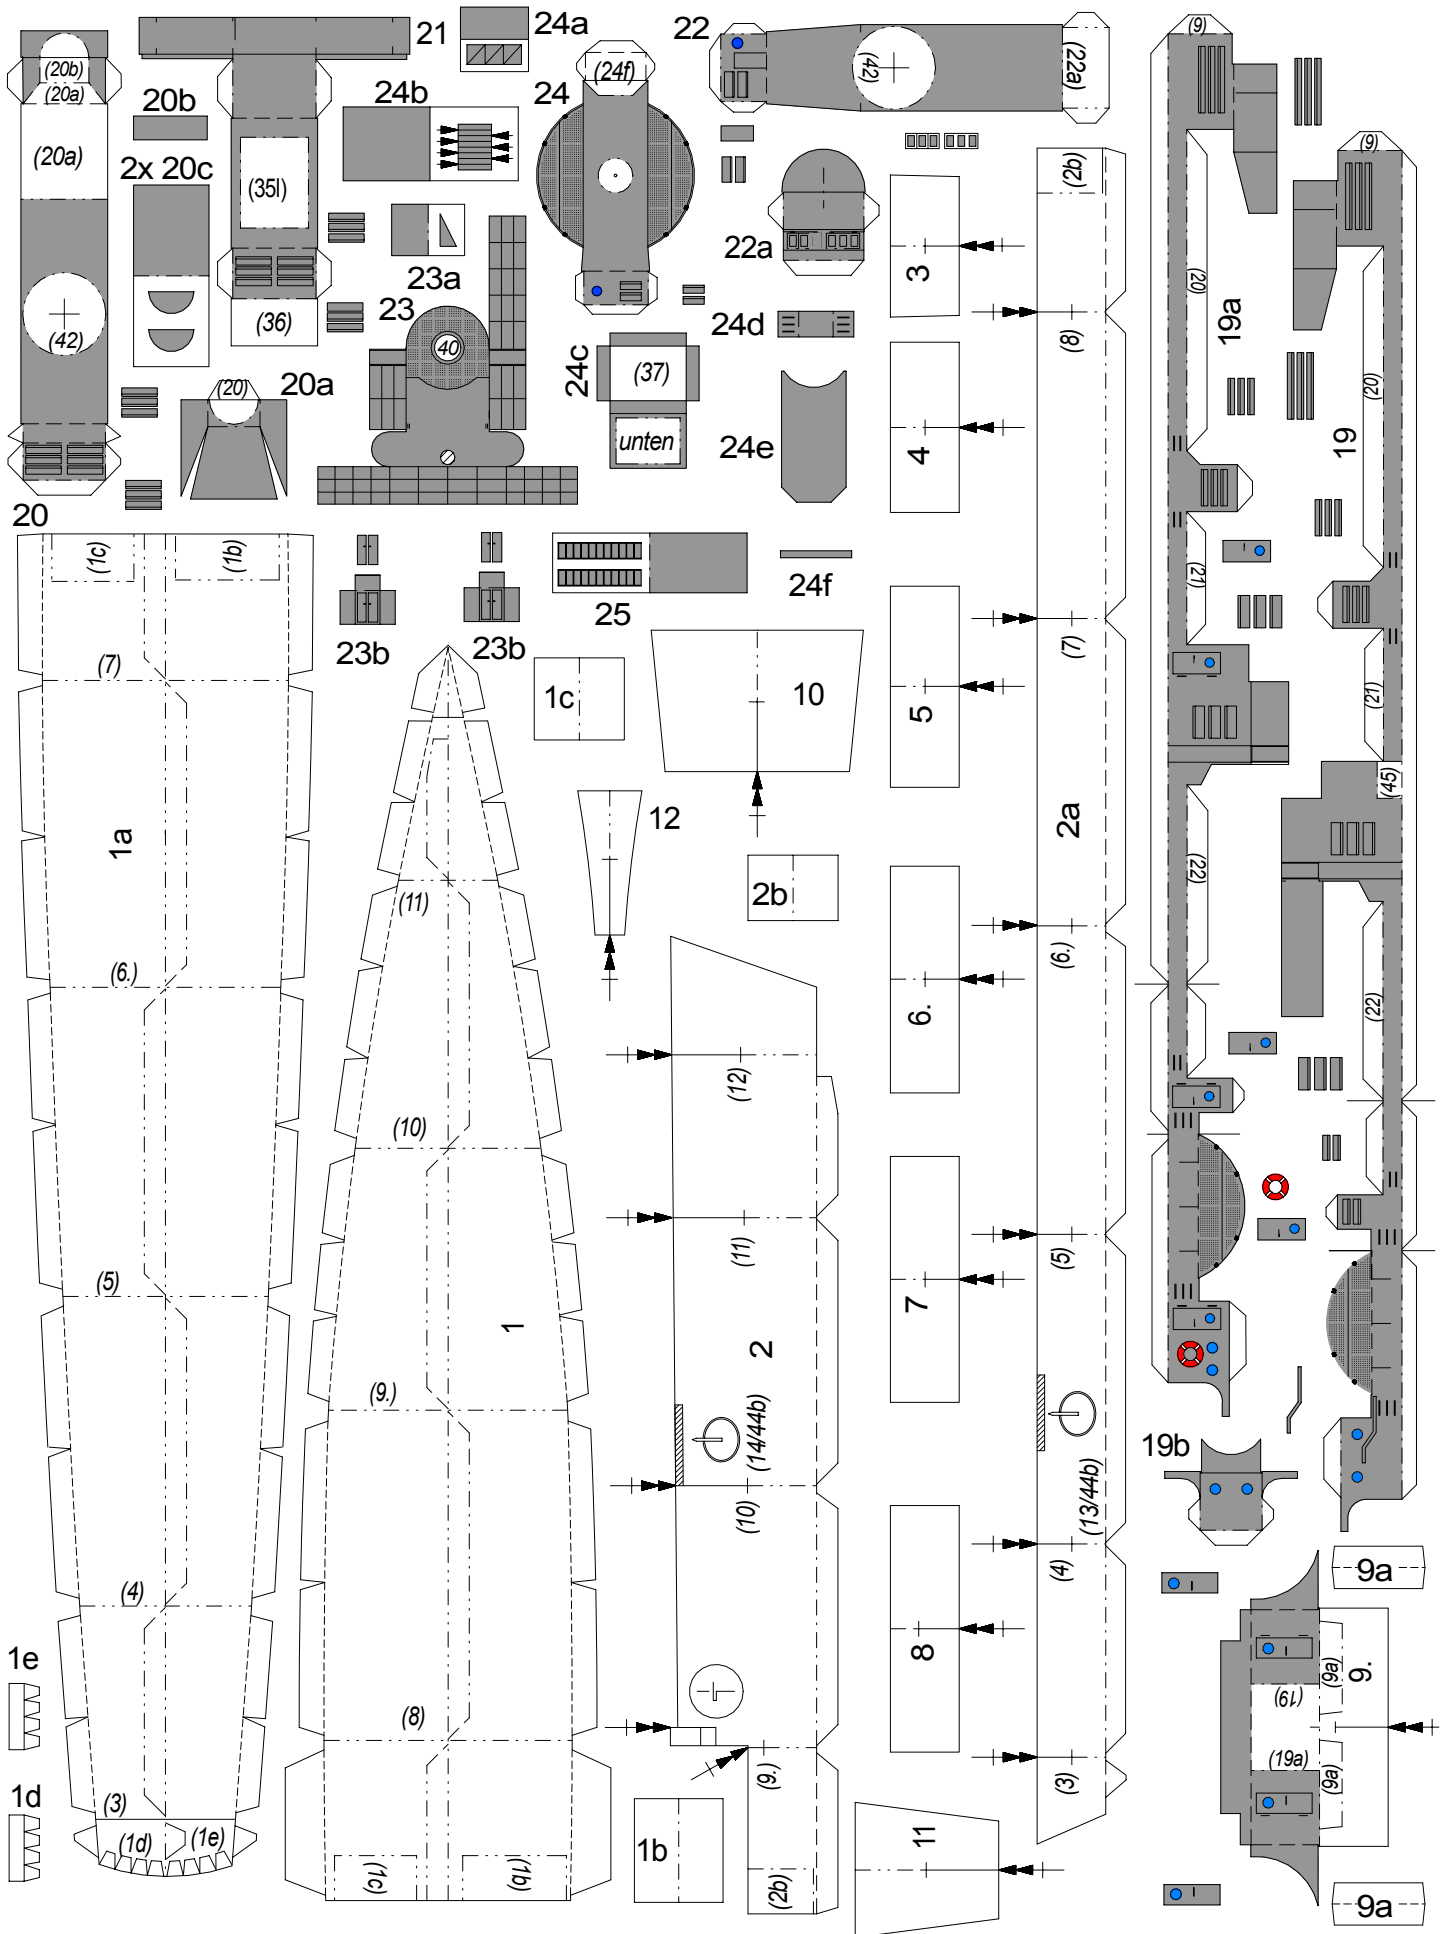 21
24a
22
(9)
(20b)
(20a)
20b
24b
24
(24f)
(42)
(22a)
(20a)
2x 20c
(35l)
23a
22a
3
(2b)
(9)
(42)
(36)
23
40
24c
(37)
24d
(8)
(20)
19a
(20)
20a
unten
24e
4
(20)
19
20
(1c)
(1b)
23b
23b
25
24f
(21)
(7)
1c
10
5
(7)
(21)
1a
12
2a
(45)
2b
(22)
(11)
(6.)
6.
(6.)
(22)
(12)
(10)
(11)
(5)
7
(5)
1
2
(9.)
(14/44b)
(13/44b)
19b
(10)
(4)
(4)
9a
1e
8
(9a)
9.
(19)
(8)
(9.)
(3)
(19a)
(9a)
1d
(3)
(1d)
(1e)
(1c)
(1b)
1b
(2b)
11
9a